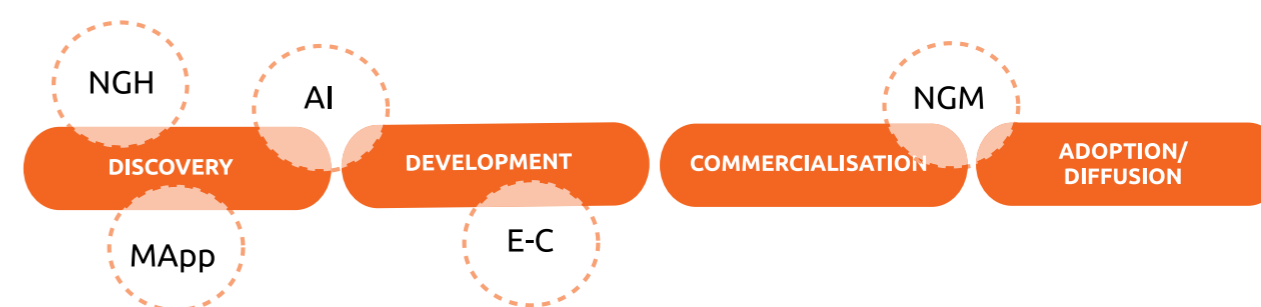 NGH
AI
NGM
DISCOVERY
DEVELOPMENT
COMMERCIALISATION
ADOPTION/
DIFFUSION
MApp
E-C